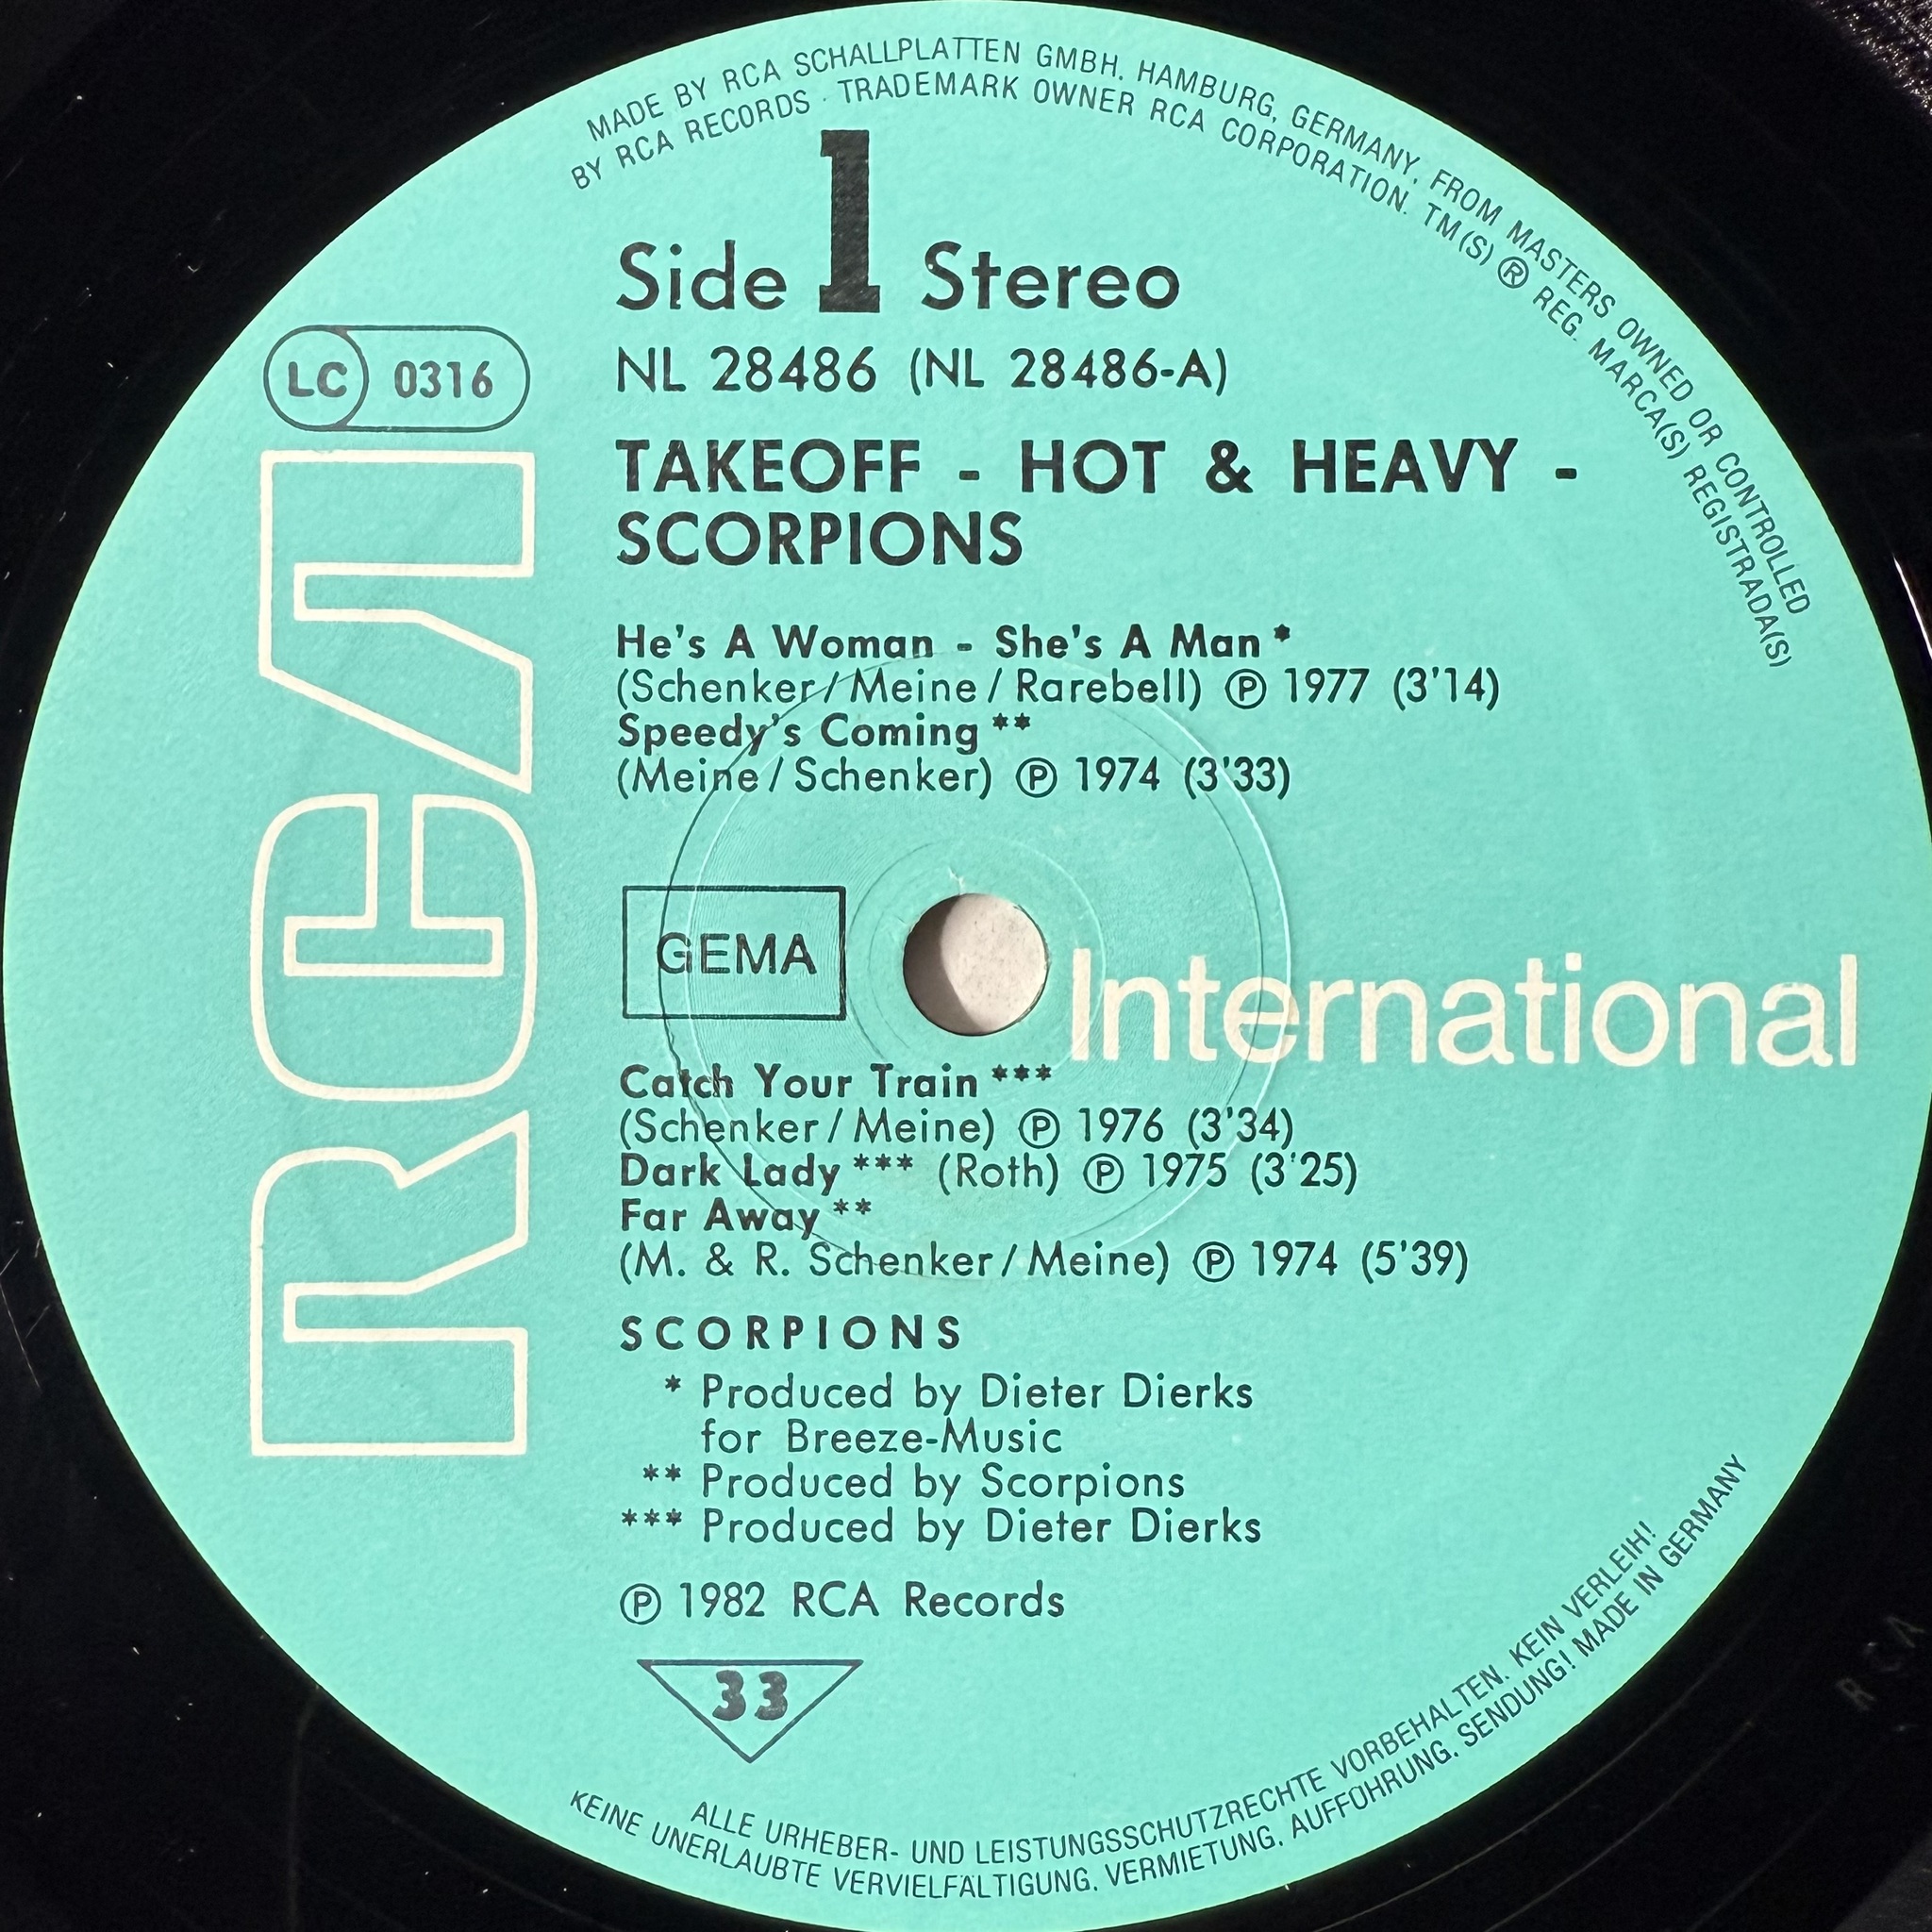 MADE BY RCA SCHALLPLATTEN GMBH, HAMBURG, GERMANY, FROM MASTERS OWNED OR CONTROLLED
BY RCA RECORDS · TRADEMARK OWNER RCA CORPORATION. TM(S) ® REG. MARCA(S) REGISTRADA(S)
Side 1 Stereo
LC 0316
NL 28486 (NL 28486-A)
TAKEOFF - HOT & HEAVY -
SCORPIONS
RCA
He's A Woman - She's A Man *
(Schenker/Meine/Rarebell) ℗ 1977 (3'14)
Speedy's Coming **
(Meine/Schenker) ℗ 1974 (3'33)
GEMA
International
Catch Your Train ***
(Schenker/Meine) ℗ 1976 (3'34)
Dark Lady *** (Roth) ℗ 1975 (3'25)
Far Away **
(M. & R. Schenker/Meine) ℗ 1974 (5'39)
SCORPIONS
* Produced by Dieter Dierks
for Breeze-Music
** Produced by Scorpions
*** Produced by Dieter Dierks
℗ 1982 RCA Records
33
ALLE URHEBER- UND LEISTUNGSSCHUTZRECHTE VORBEHALTEN. KEIN VERLEIH!
KEINE UNERLAUBTE VERVIELFÄLTIGUNG, VERMIETUNG, AUFFÜHRUNG, SENDUNG! MADE IN GERMANY
RCA